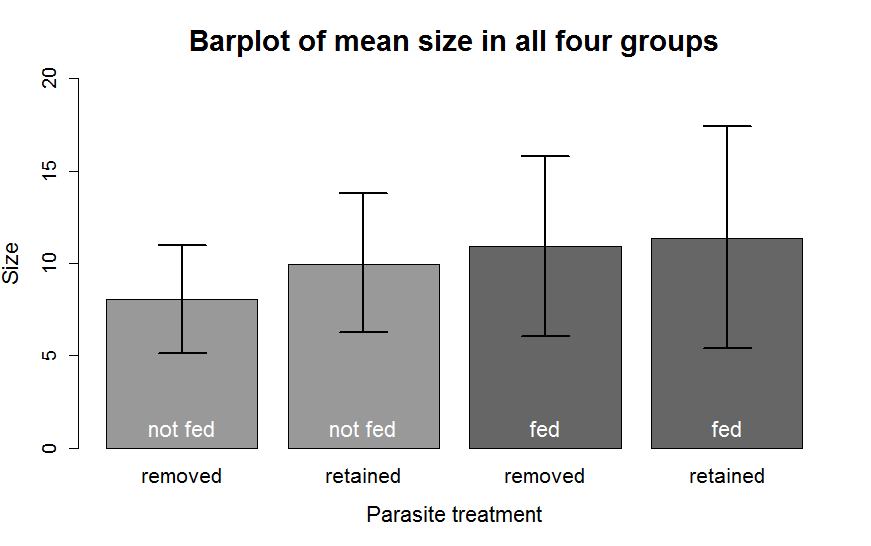 Barplot of mean size in all four groups
20
15
10
5
0
Size
not fed
not fed
fed
fed
removed
retained
removed
retained
Parasite treatment